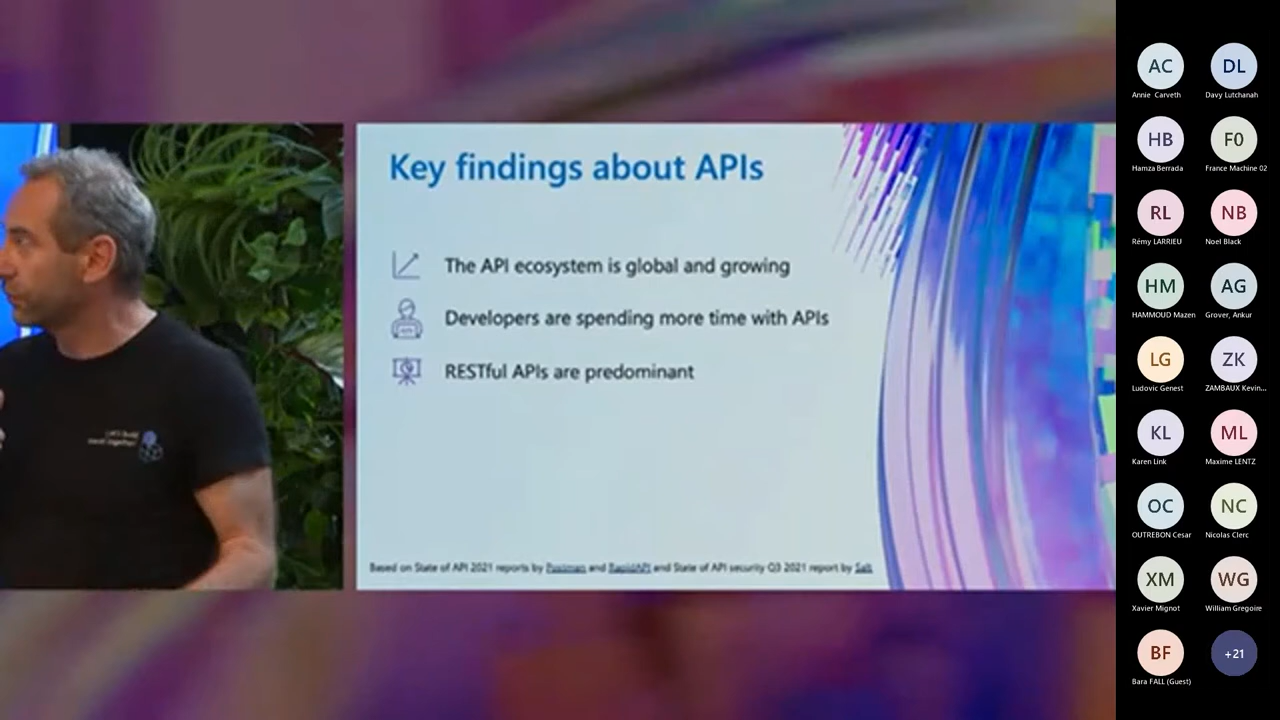 Key findings about APIs
The API ecosystem is global and growing
Developers are spending more time with APIs
RESTful APIs are predominant
Based on State of API 2021 reports by Postman and RapidAPI and State of API security Q3 2021 report by Salt
AC
DL
Annie Carveth
Davy Lutchanah
HB
F0
Hamza Berrada
France Machine 02
RL
NB
Rémy LARRIEU
Noel Black
HM
AG
HAMMOUD Mazen
Grover, Ankur
LG
ZK
Ludovic Genest
ZAMBAUX Kevin...
KL
ML
Karen Link
Maxime LENTZ
OC
NC
OUTREBON Cesar
Nicolas Clerc
XM
WG
Xavier Mignot
William Gregoire
BF
+21
Bara FALL (Guest)